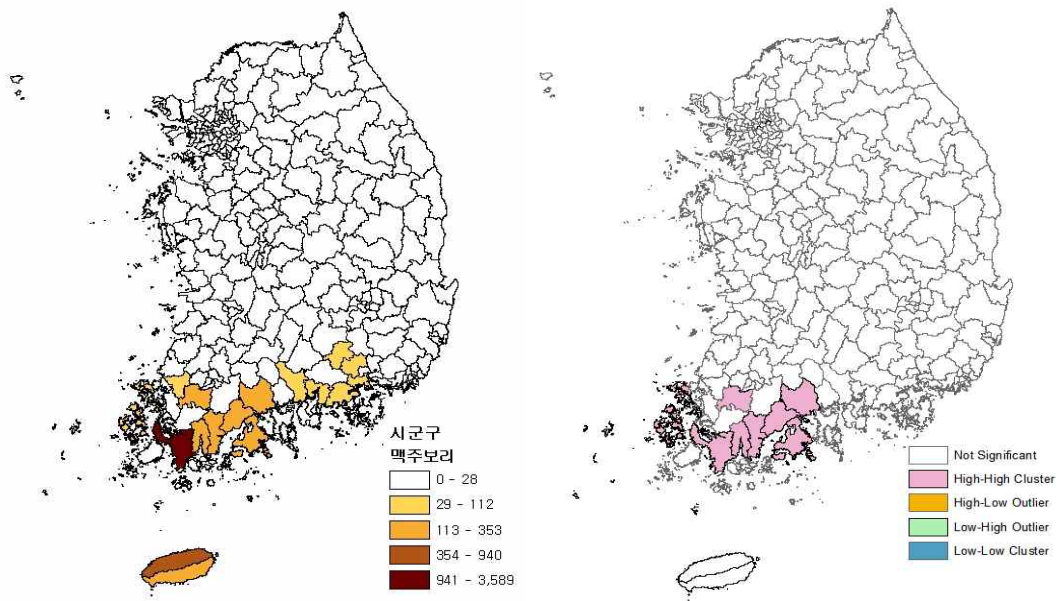 시군구
맥주보리
0 - 28
29 - 112
113 - 353
354 - 940
941 - 3,589
Not Significant
High-High Cluster
High-Low Outlier
Low-High Outlier
Low-Low Cluster